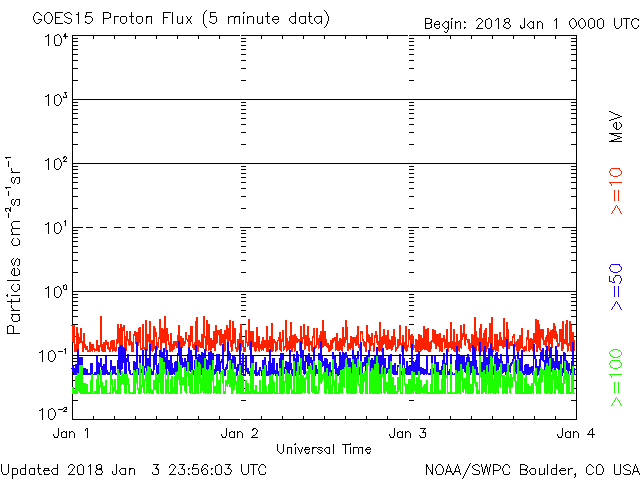 GOES15 Proton Flux (5 minute data) Begin: 2018 Jan 1 0000 UTC
10⁴
10³
10²
10¹
10⁰
10⁻¹
10⁻²
Particles cm⁻²s⁻¹sr⁻¹
MeV
>=10
>=50
>=100
Jan 1 Jan 2 Jan 3 Jan 4
Universal Time
Updated 2018 Jan 3 23:56:03 UTC NOAA/SWPC Boulder, CO USA